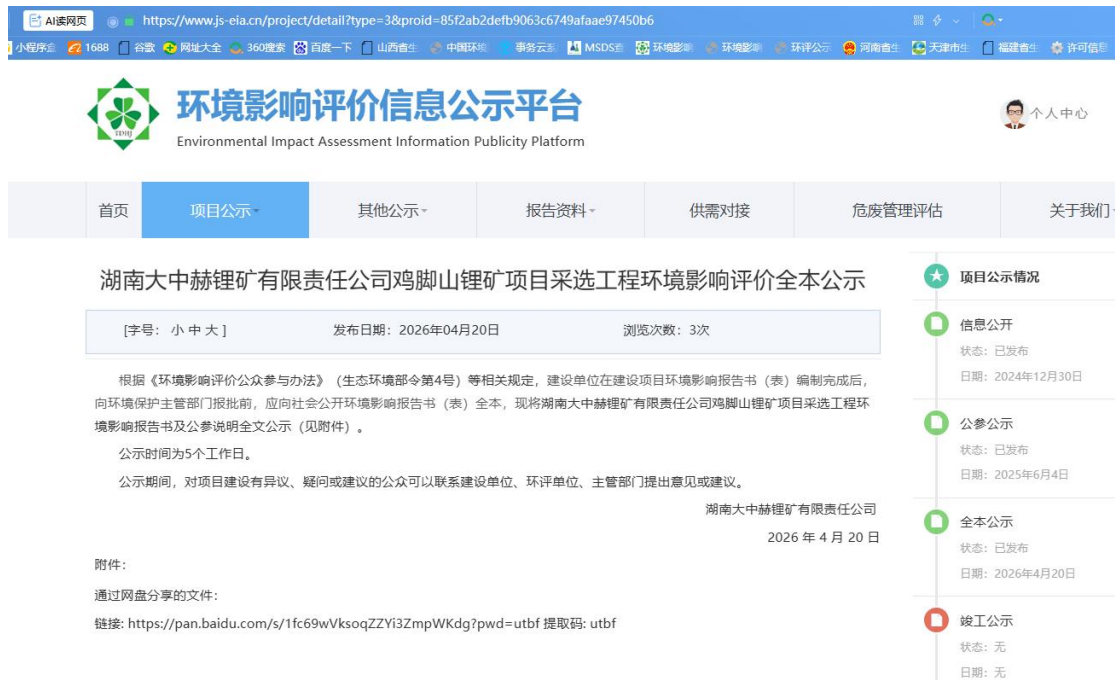 AI读网页 https://www.js-eia.cn/project/detail?type=3&proid=85f2ab2defb9063c6749afaae97450b6
小程序企 1688 谷歌 网址大全 360搜索 百度一下 山西省生 中国环境 事务云系 MSDS查 环境影响 环境影响 环评公示 河南省生 天津市生 福建省生 许可信息
环境影响评价信息公示平台
Environmental Impact Assessment Information Publicity Platform
个人中心
首页 项目公示 其他公示 报告资料 供需对接 危废管理评估 关于我们
湖南大中赫锂矿有限责任公司鸡脚山锂矿项目采选工程环境影响评价全本公示
[字号: 小 中 大 ] 发布日期: 2026年04月20日 浏览次数: 3次
根据《环境影响评价公众参与办法》(生态环境部令第4号)等相关规定,建设单位在建设项目环境影响报告书(表)编制完成后,
向环境保护主管部门报批前,应向社会公开环境影响报告书(表)全本,现将湖南大中赫锂矿有限责任公司鸡脚山锂矿项目采选工程环
境影响报告书及公参说明全文公示(见附件)。
公示时间为5个工作日。
公示期间,对项目建设有异议、疑问或建议的公众可以联系建设单位、环评单位、主管部门提出意见或建议。
湖南大中赫锂矿有限责任公司
2026 年 4 月 20 日
附件:
通过网盘分享的文件:
链接: https://pan.baidu.com/s/1fc69wVksoqZZYi3ZmpWKdg?pwd=utbf 提取码: utbf
项目公示情况
信息公开
状态: 已发布
日期: 2024年12月30日
公参公示
状态: 已发布
日期: 2025年6月4日
全本公示
状态: 已发布
日期: 2026年4月20日
竣工公示
状态: 无
日期: 无